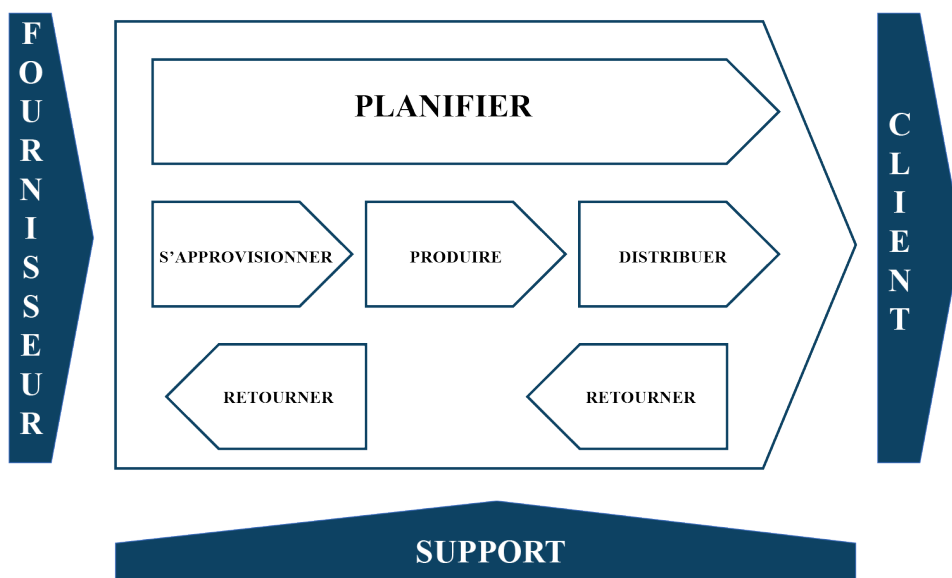 FOURNISSEUR
PLANIFIER
S’APPROVISIONNER
PRODUIRE
DISTRIBUER
RETOURNER
RETOURNER
CLIENT
SUPPORT